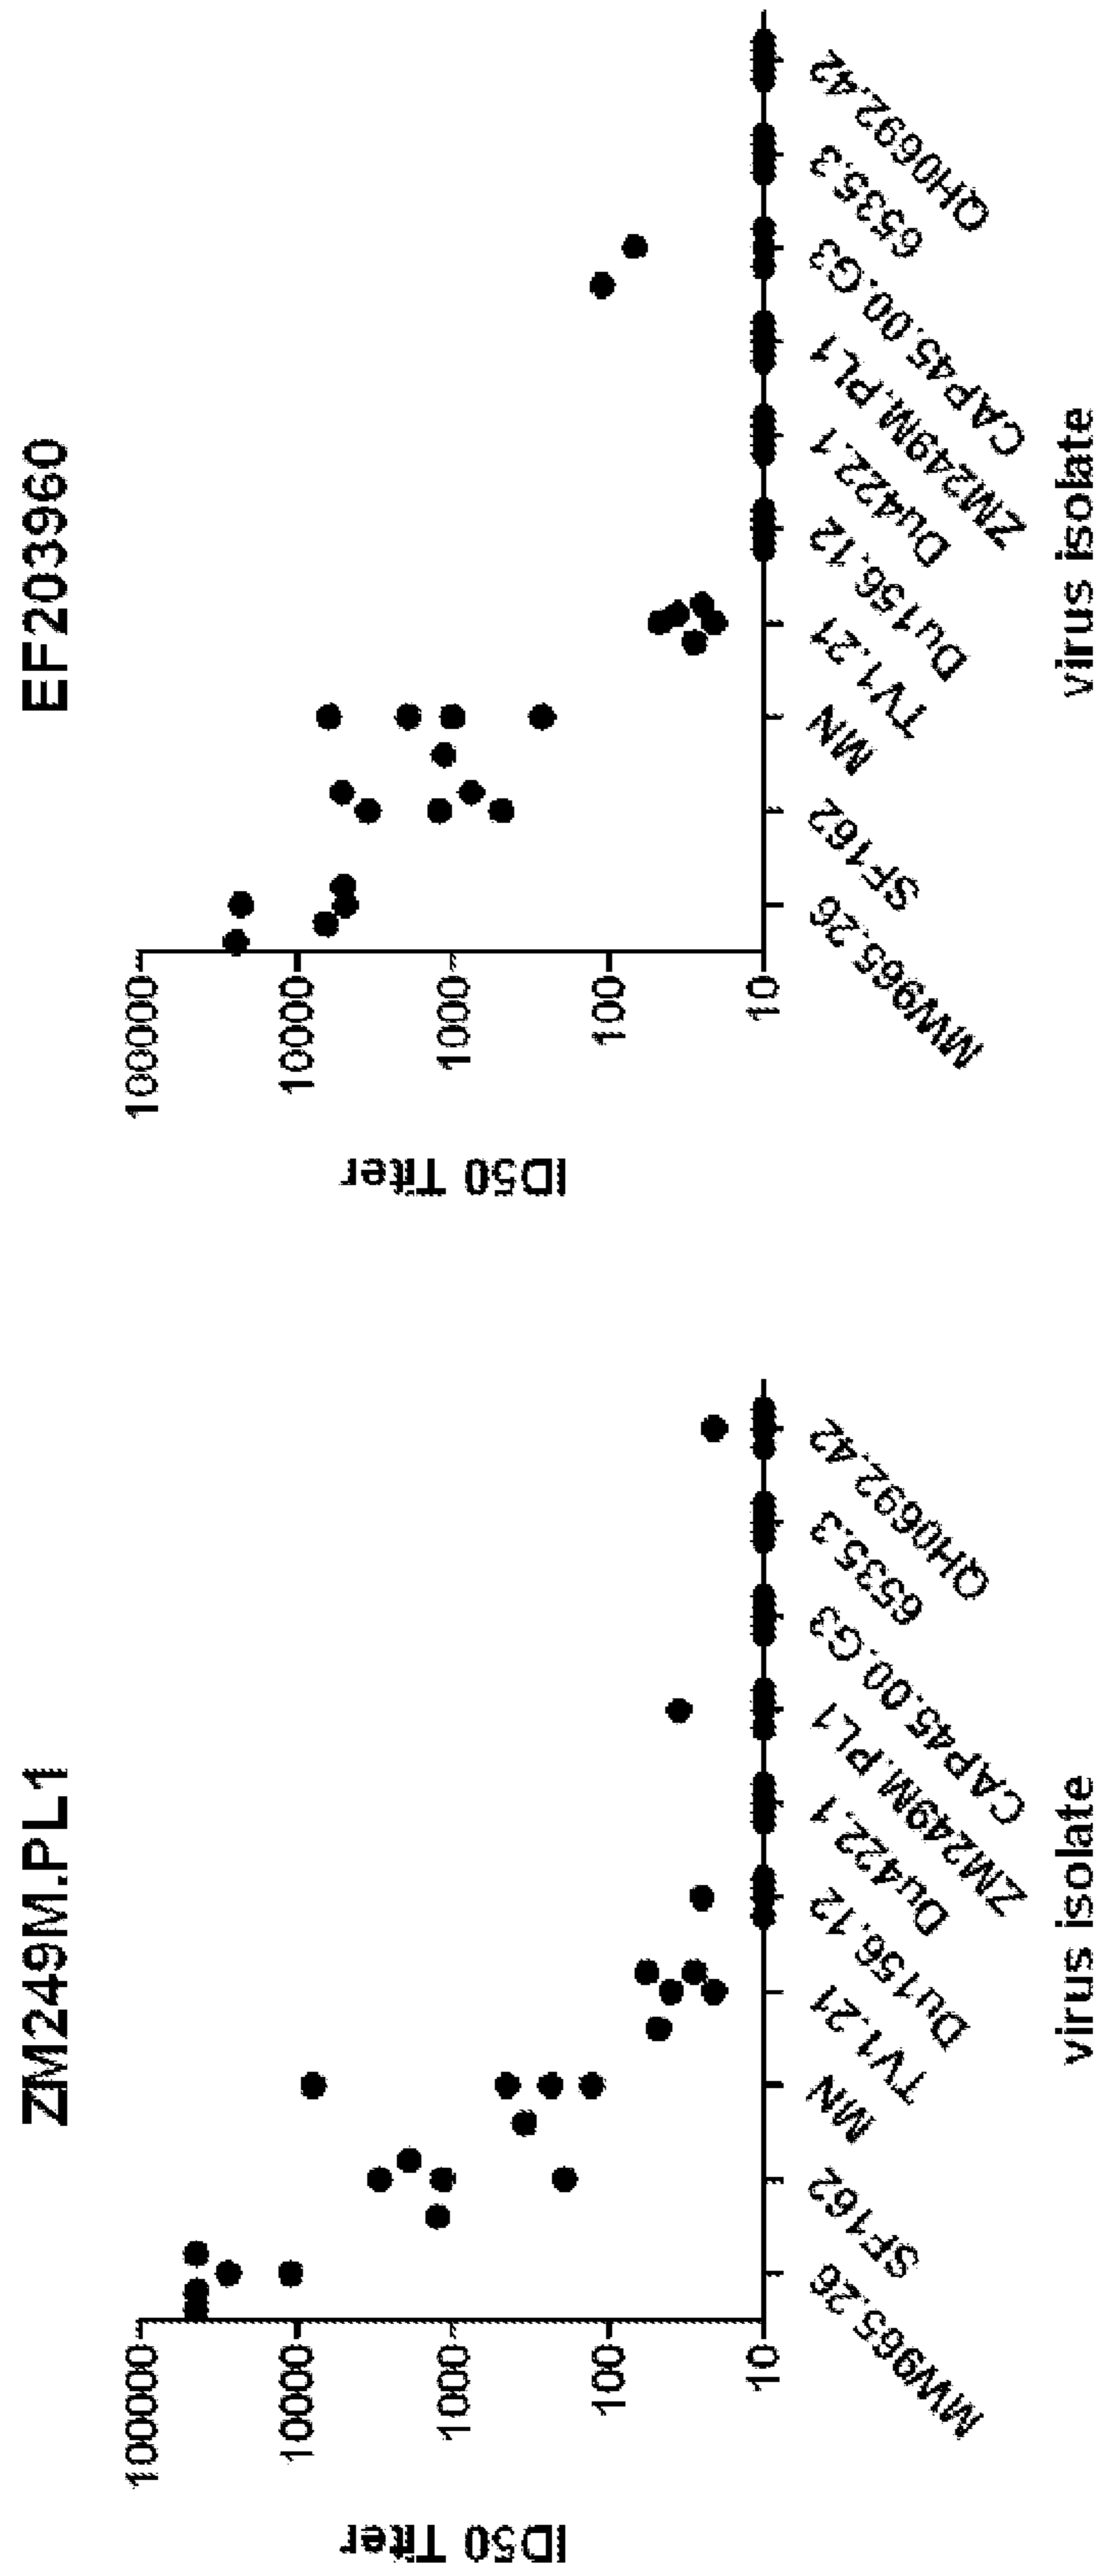 ZM249M.PL1
ID50 Titer
100000
10000
1000
100
10
MW965.26
SF162
MN
TV1.21
Du156.12
Du422.1
ZM249M.PL1
CAP45.00.G3
6535.3
QH0692.42
virus isolate
EF203960
ID50 Titer
100000
10000
1000
100
10
MW965.26
SF162
MN
TV1.21
Du156.12
Du422.1
ZM249M.PL1
CAP45.00.G3
6535.3
QH0692.42
virus isolate